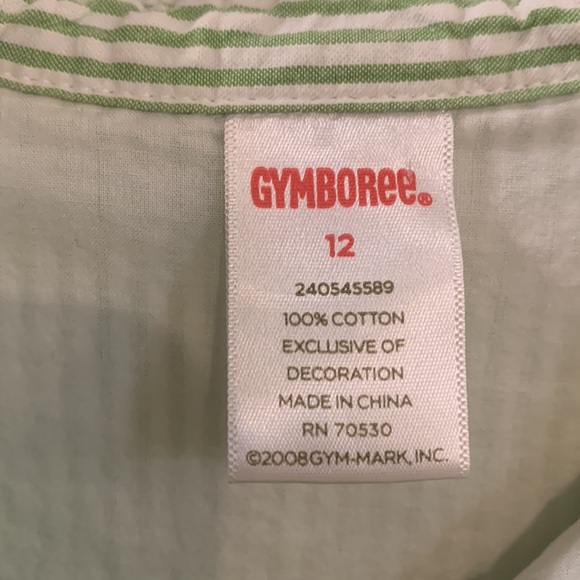 GYMBOREE®
12
240545589
100% COTTON
EXCLUSIVE OF
DECORATION
MADE IN CHINA
RN 70530
©2008GYM-MARK, INC.